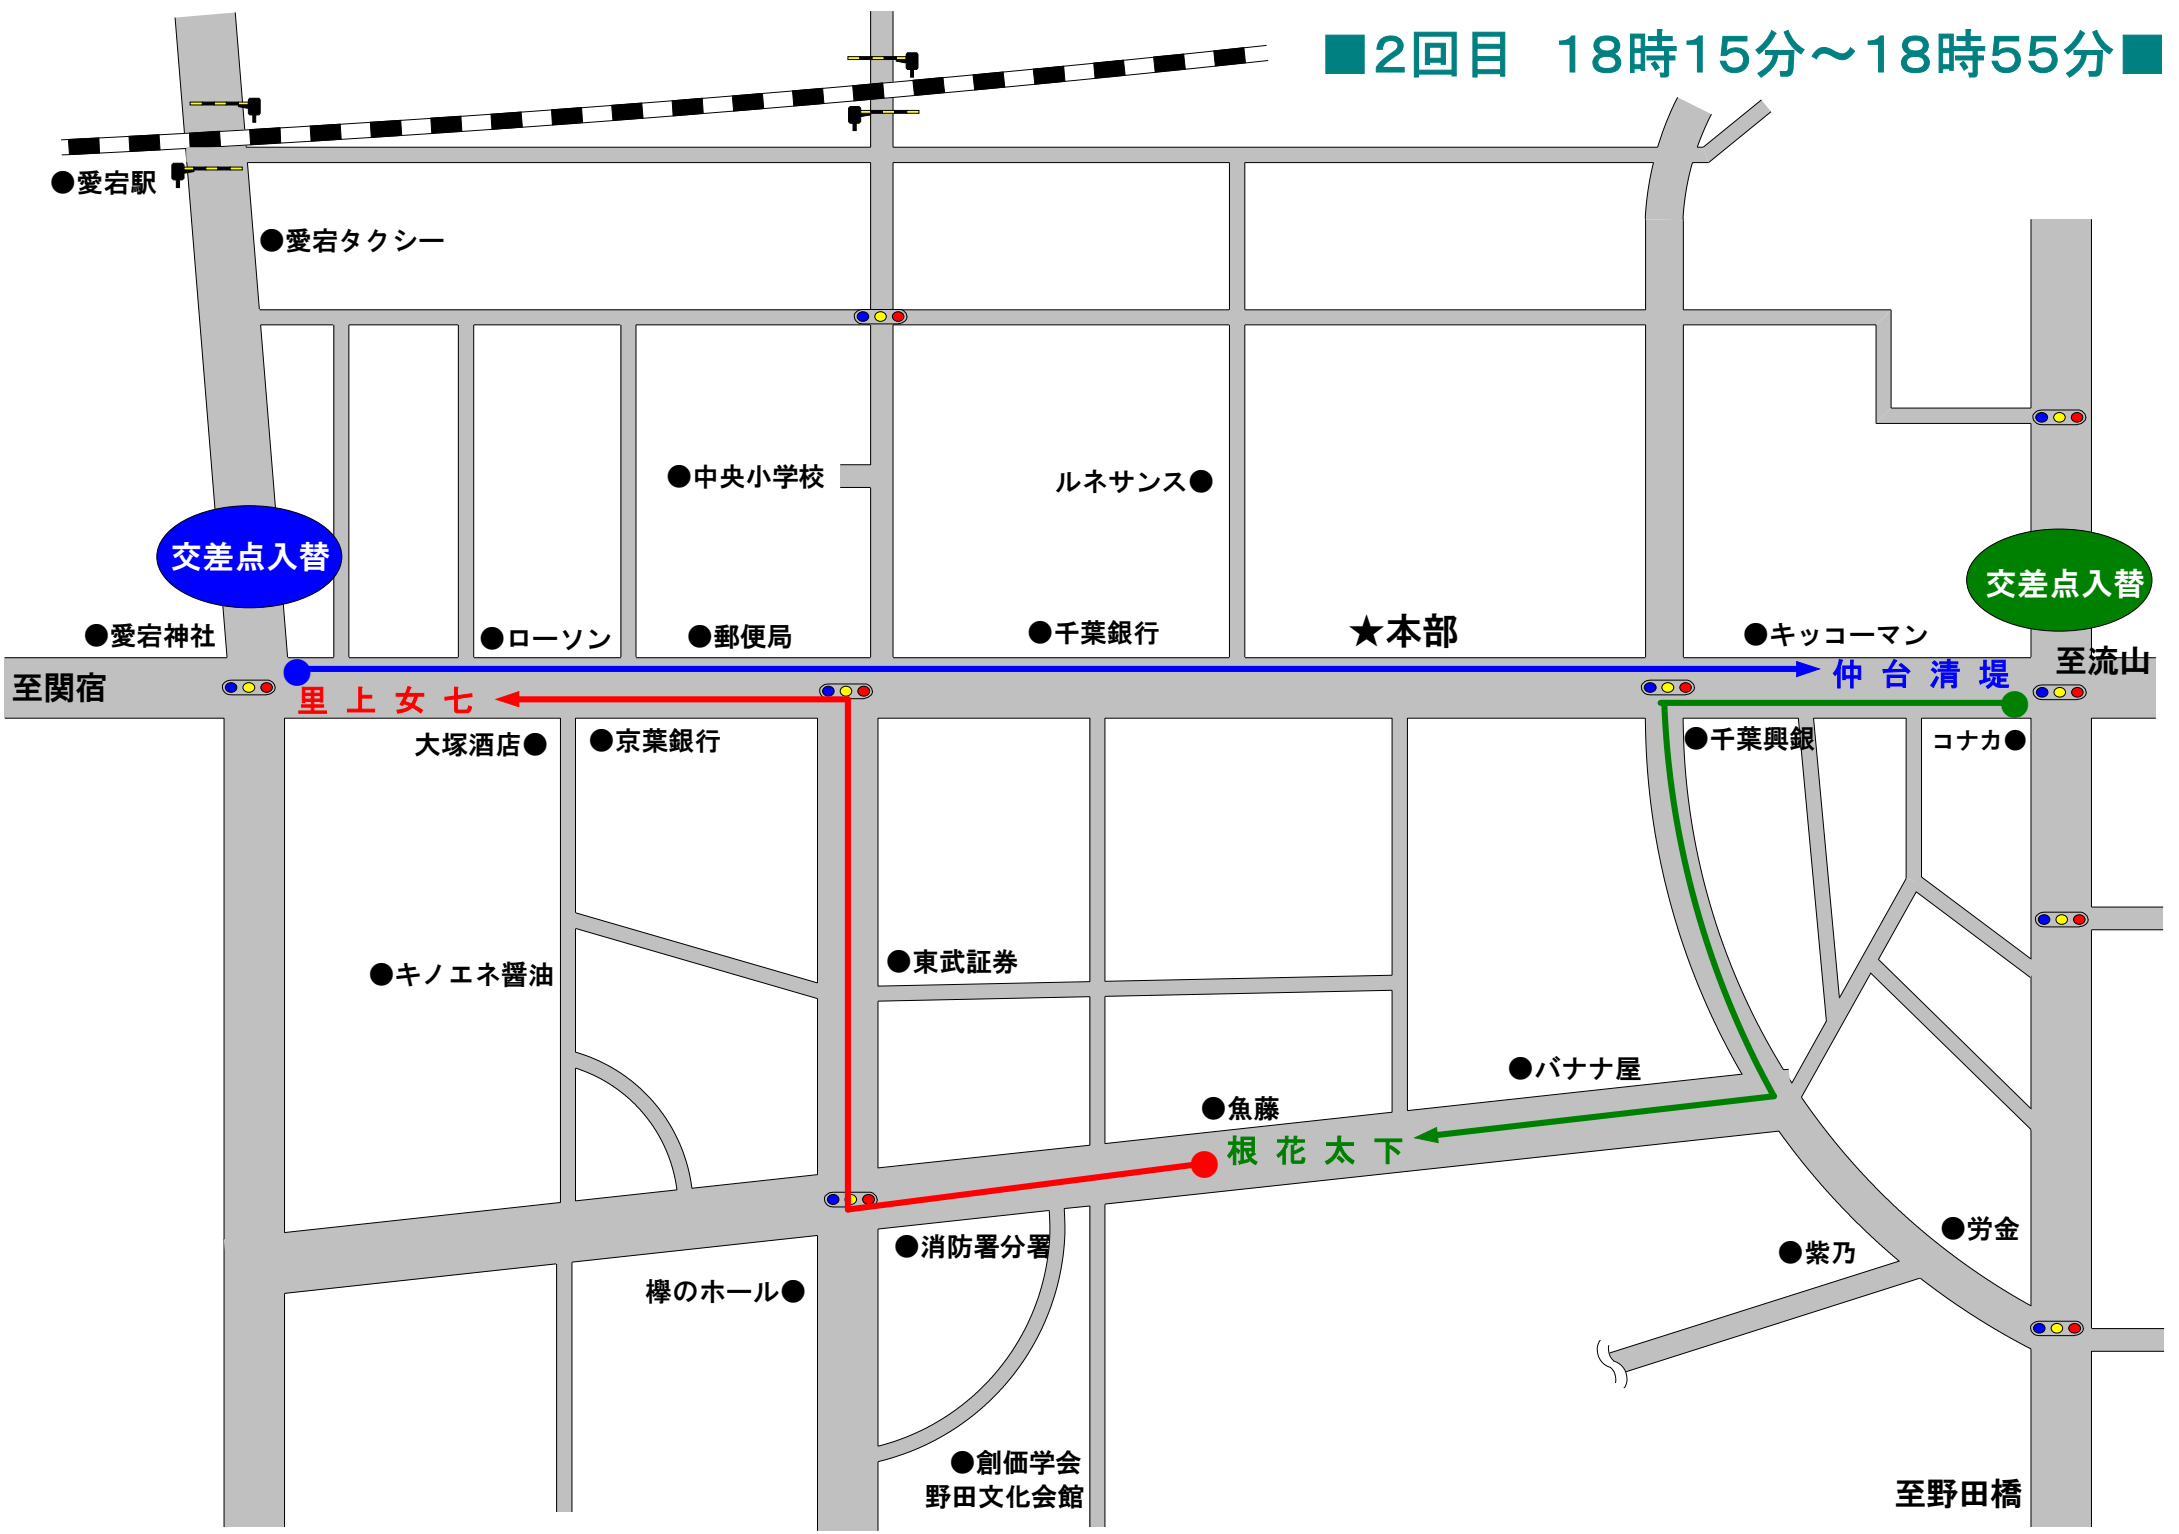 ■2回目 18時15分～18時55分■
●愛宕駅
●愛宕タクシー
●中央小学校
ルネサンス●
交差点入替
交差点入替
●愛宕神社
●ローソン
●郵便局
●千葉銀行
★本部
●キッコーマン
至関宿
仲台清堤
至流山
里上女七
大塚酒店●
●京葉銀行
●千葉興銀
コナカ●
●キノエネ醤油
●東武証券
●バナナ屋
●魚藤
根花太下
●消防署分署
●紫乃
●労金
欅のホール●
●創価学会
野田文化会館
至野田橋